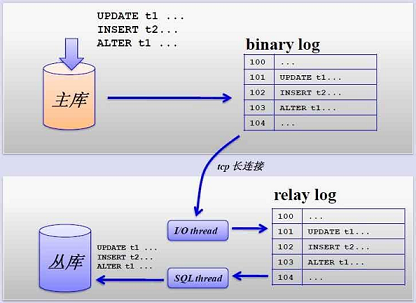 UPDATE t1 ...
INSERT t2...
ALTER t1 ...
主库
binary log
100 ...
101 UPDATE t1...
102 INSERT t2...
103 ALTER t1...
104 ...
tcp 长连接
relay log
I/O thread
100 ...
101 UPDATE t1...
102 INSERT t2...
103 ALTER t1...
104 ...
从库
UPDATE t1 ...
INSERT t2...
ALTER t1 ...
SQL thread